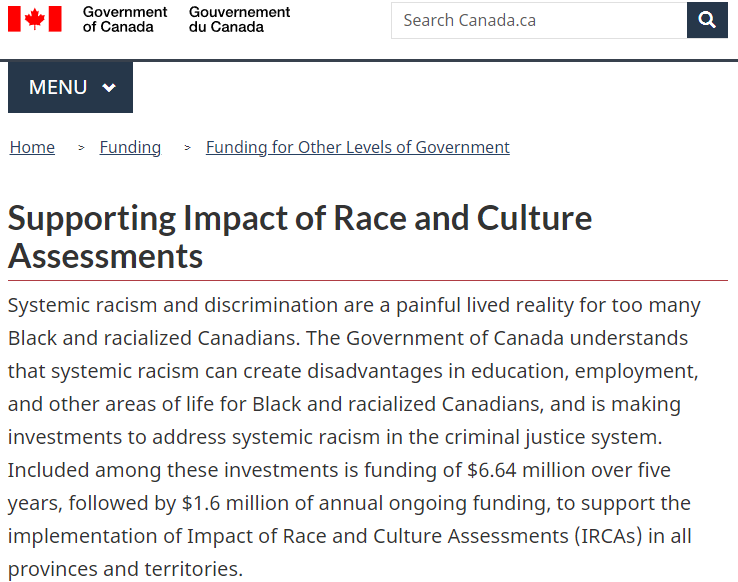 Government
of Canada
Gouvernement
du Canada
Search Canada.ca
MENU
Home > Funding > Funding for Other Levels of Government
Supporting Impact of Race and Culture
Assessments
Systemic racism and discrimination are a painful lived reality for too many
Black and racialized Canadians. The Government of Canada understands
that systemic racism can create disadvantages in education, employment,
and other areas of life for Black and racialized Canadians, and is making
investments to address systemic racism in the criminal justice system.
Included among these investments is funding of $6.64 million over five
years, followed by $1.6 million of annual ongoing funding, to support the
implementation of Impact of Race and Culture Assessments (IRCAs) in all
provinces and territories.